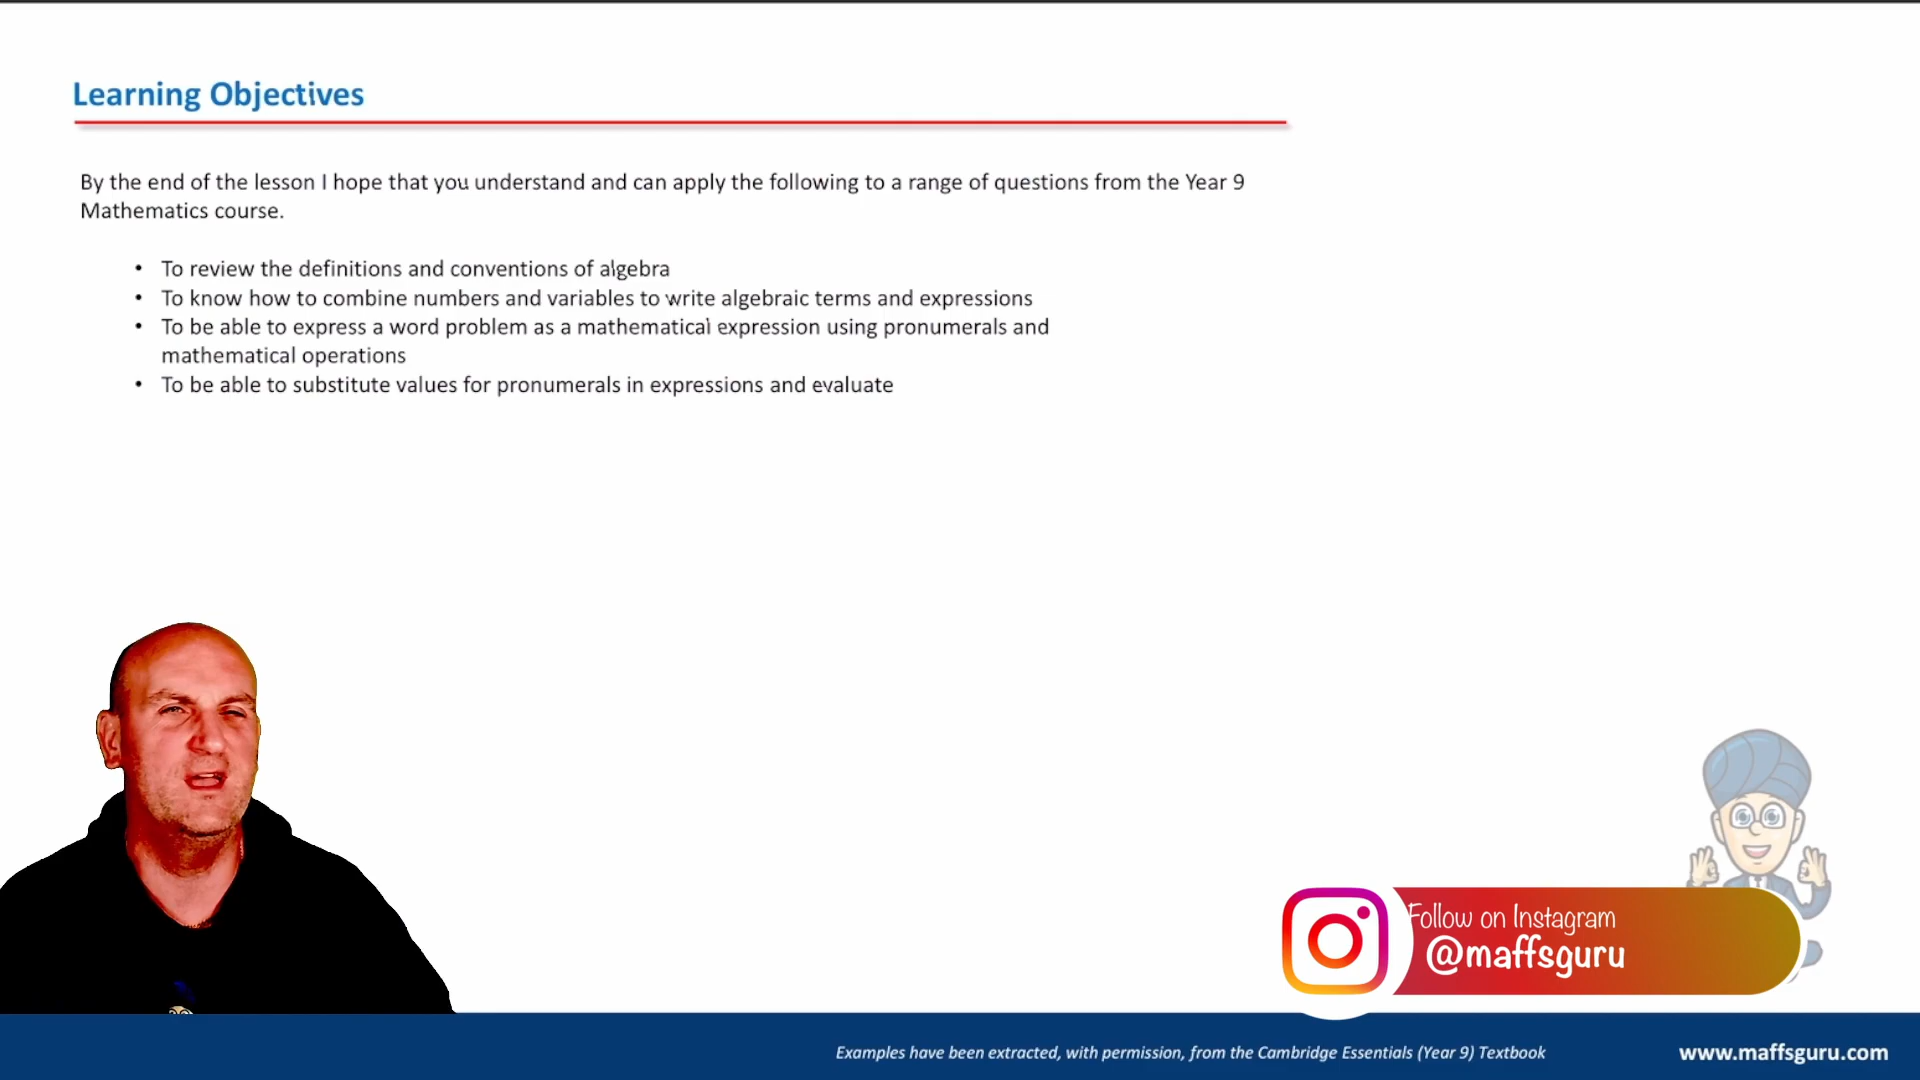 Learning Objectives
By the end of the lesson I hope that you understand and can apply the following to a range of questions from the Year 9
Mathematics course.
• To review the definitions and conventions of algebra
• To know how to combine numbers and variables to write algebraic terms and expressions
• To be able to express a word problem as a mathematical expression using pronumerals and
mathematical operations
• To be able to substitute values for pronumerals in expressions and evaluate
Follow on Instagram
@maffsguru
Examples have been extracted, with permission, from the Cambridge Essentials (Year 9) Textbook
www.maffsguru.com